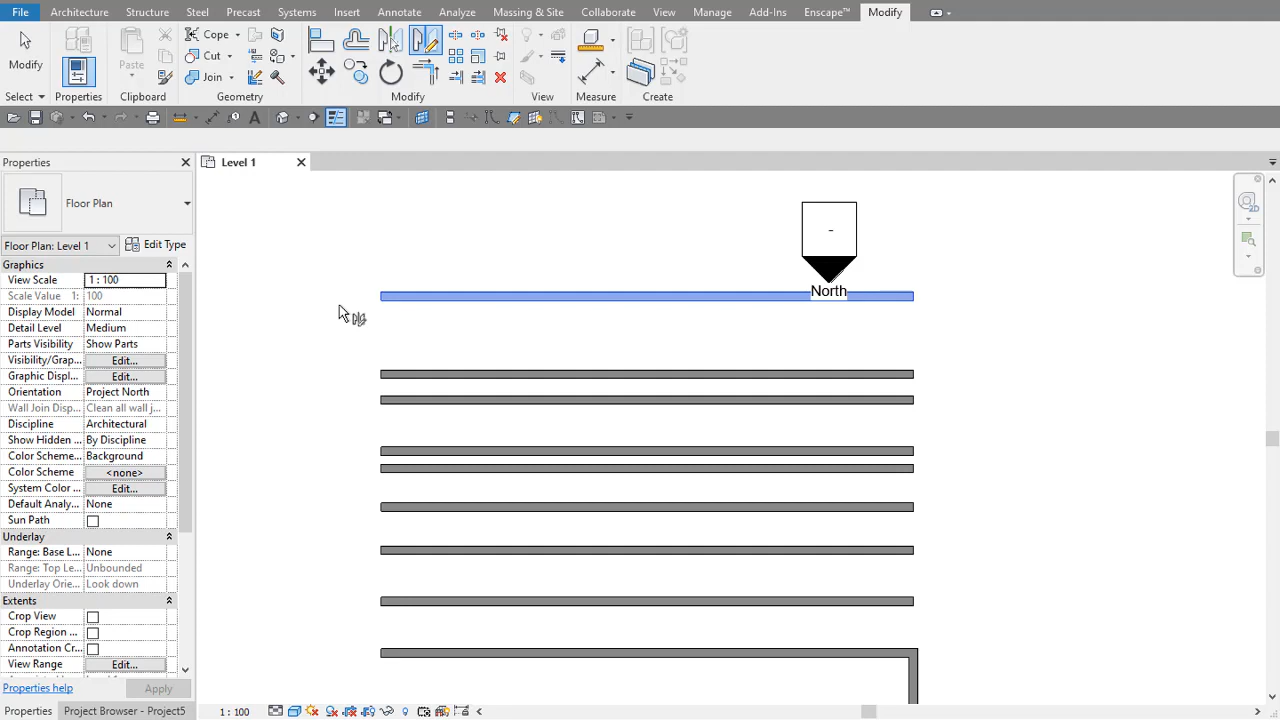 File Architecture Structure Steel Precast Systems Insert Annotate Analyze Massing & Site Collaborate View Manage Add-Ins Enscape™ Modify
Modify
Paste
Cope
Cut
Join
Select Properties Clipboard Geometry Modify View Measure Create
Properties
Level 1
Floor Plan
Floor Plan: Level 1
Edit Type
Graphics
View Scale 1 : 100
Scale Value 1: 100
Display Model Normal
Detail Level Medium
Parts Visibility Show Parts
Visibility/Grap... Edit...
Graphic Displ... Edit...
Orientation Project North
Wall Join Disp... Clean all wall j...
Discipline Architectural
Show Hidden ... By Discipline
Color Scheme... Background
Color Scheme <none>
System Color ... Edit...
Default Analy... None
Sun Path
Underlay
Range: Base L... None
Range: Top Le... Unbounded
Underlay Orie... Look down
Extents
Crop View
Crop Region ...
Annotation Cr...
View Range Edit...
Properties help
Apply
Properties Project Browser - Project5
-
North
2D
1 : 100